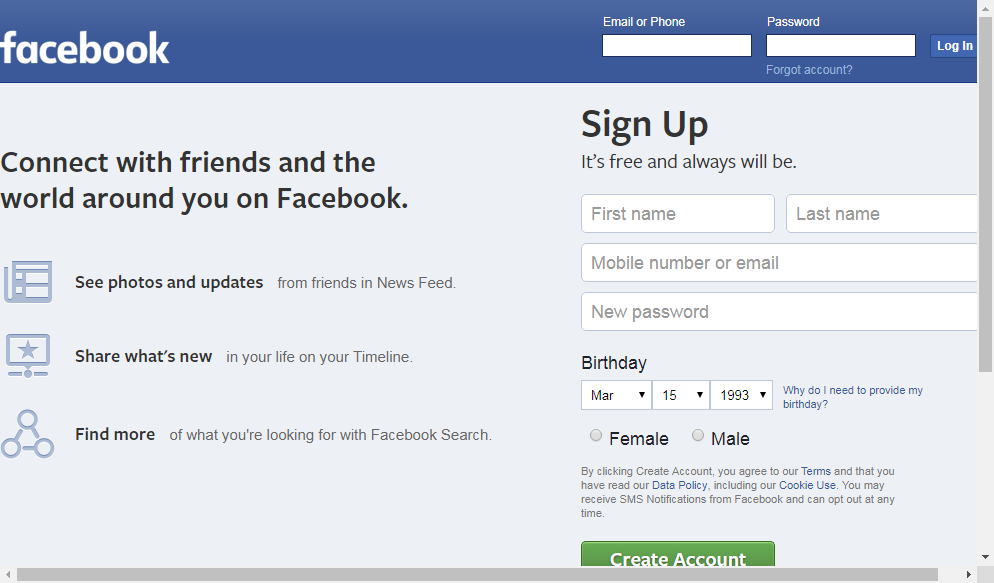 facebook
Email or Phone
Password
Log In
Forgot account?
Connect with friends and the
world around you on Facebook.
See photos and updates from friends in News Feed.
Share what's new in your life on your Timeline.
Find more of what you're looking for with Facebook Search.
Sign Up
It's free and always will be.
First name
Last name
Mobile number or email
New password
Birthday
Mar 15 1993
Why do I need to provide my
birthday?
Female Male
By clicking Create Account, you agree to our Terms and that you
have read our Data Policy, including our Cookie Use. You may
receive SMS Notifications from Facebook and can opt out at any
time.
Create Account